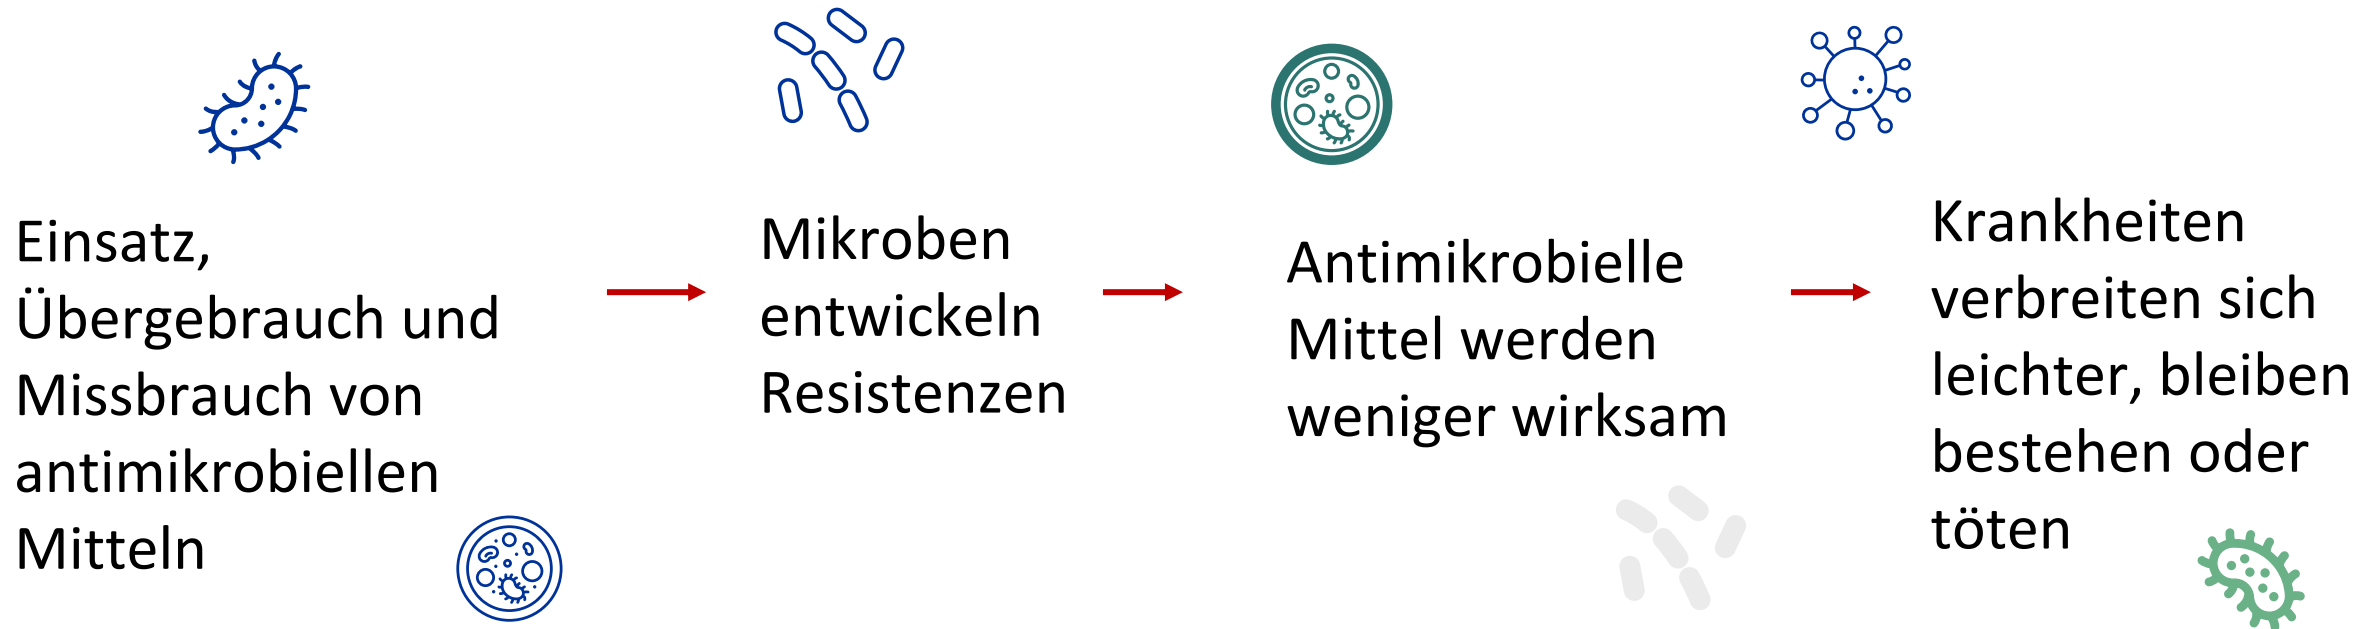 Einsatz,
Übergebrauch und
Missbrauch von
antimikrobiellen
Mitteln
Mikroben
entwickeln
Resistenzen
Antimikrobielle
Mittel werden
weniger wirksam
Krankheiten
verbreiten sich
leichter, bleiben
bestehen oder
töten